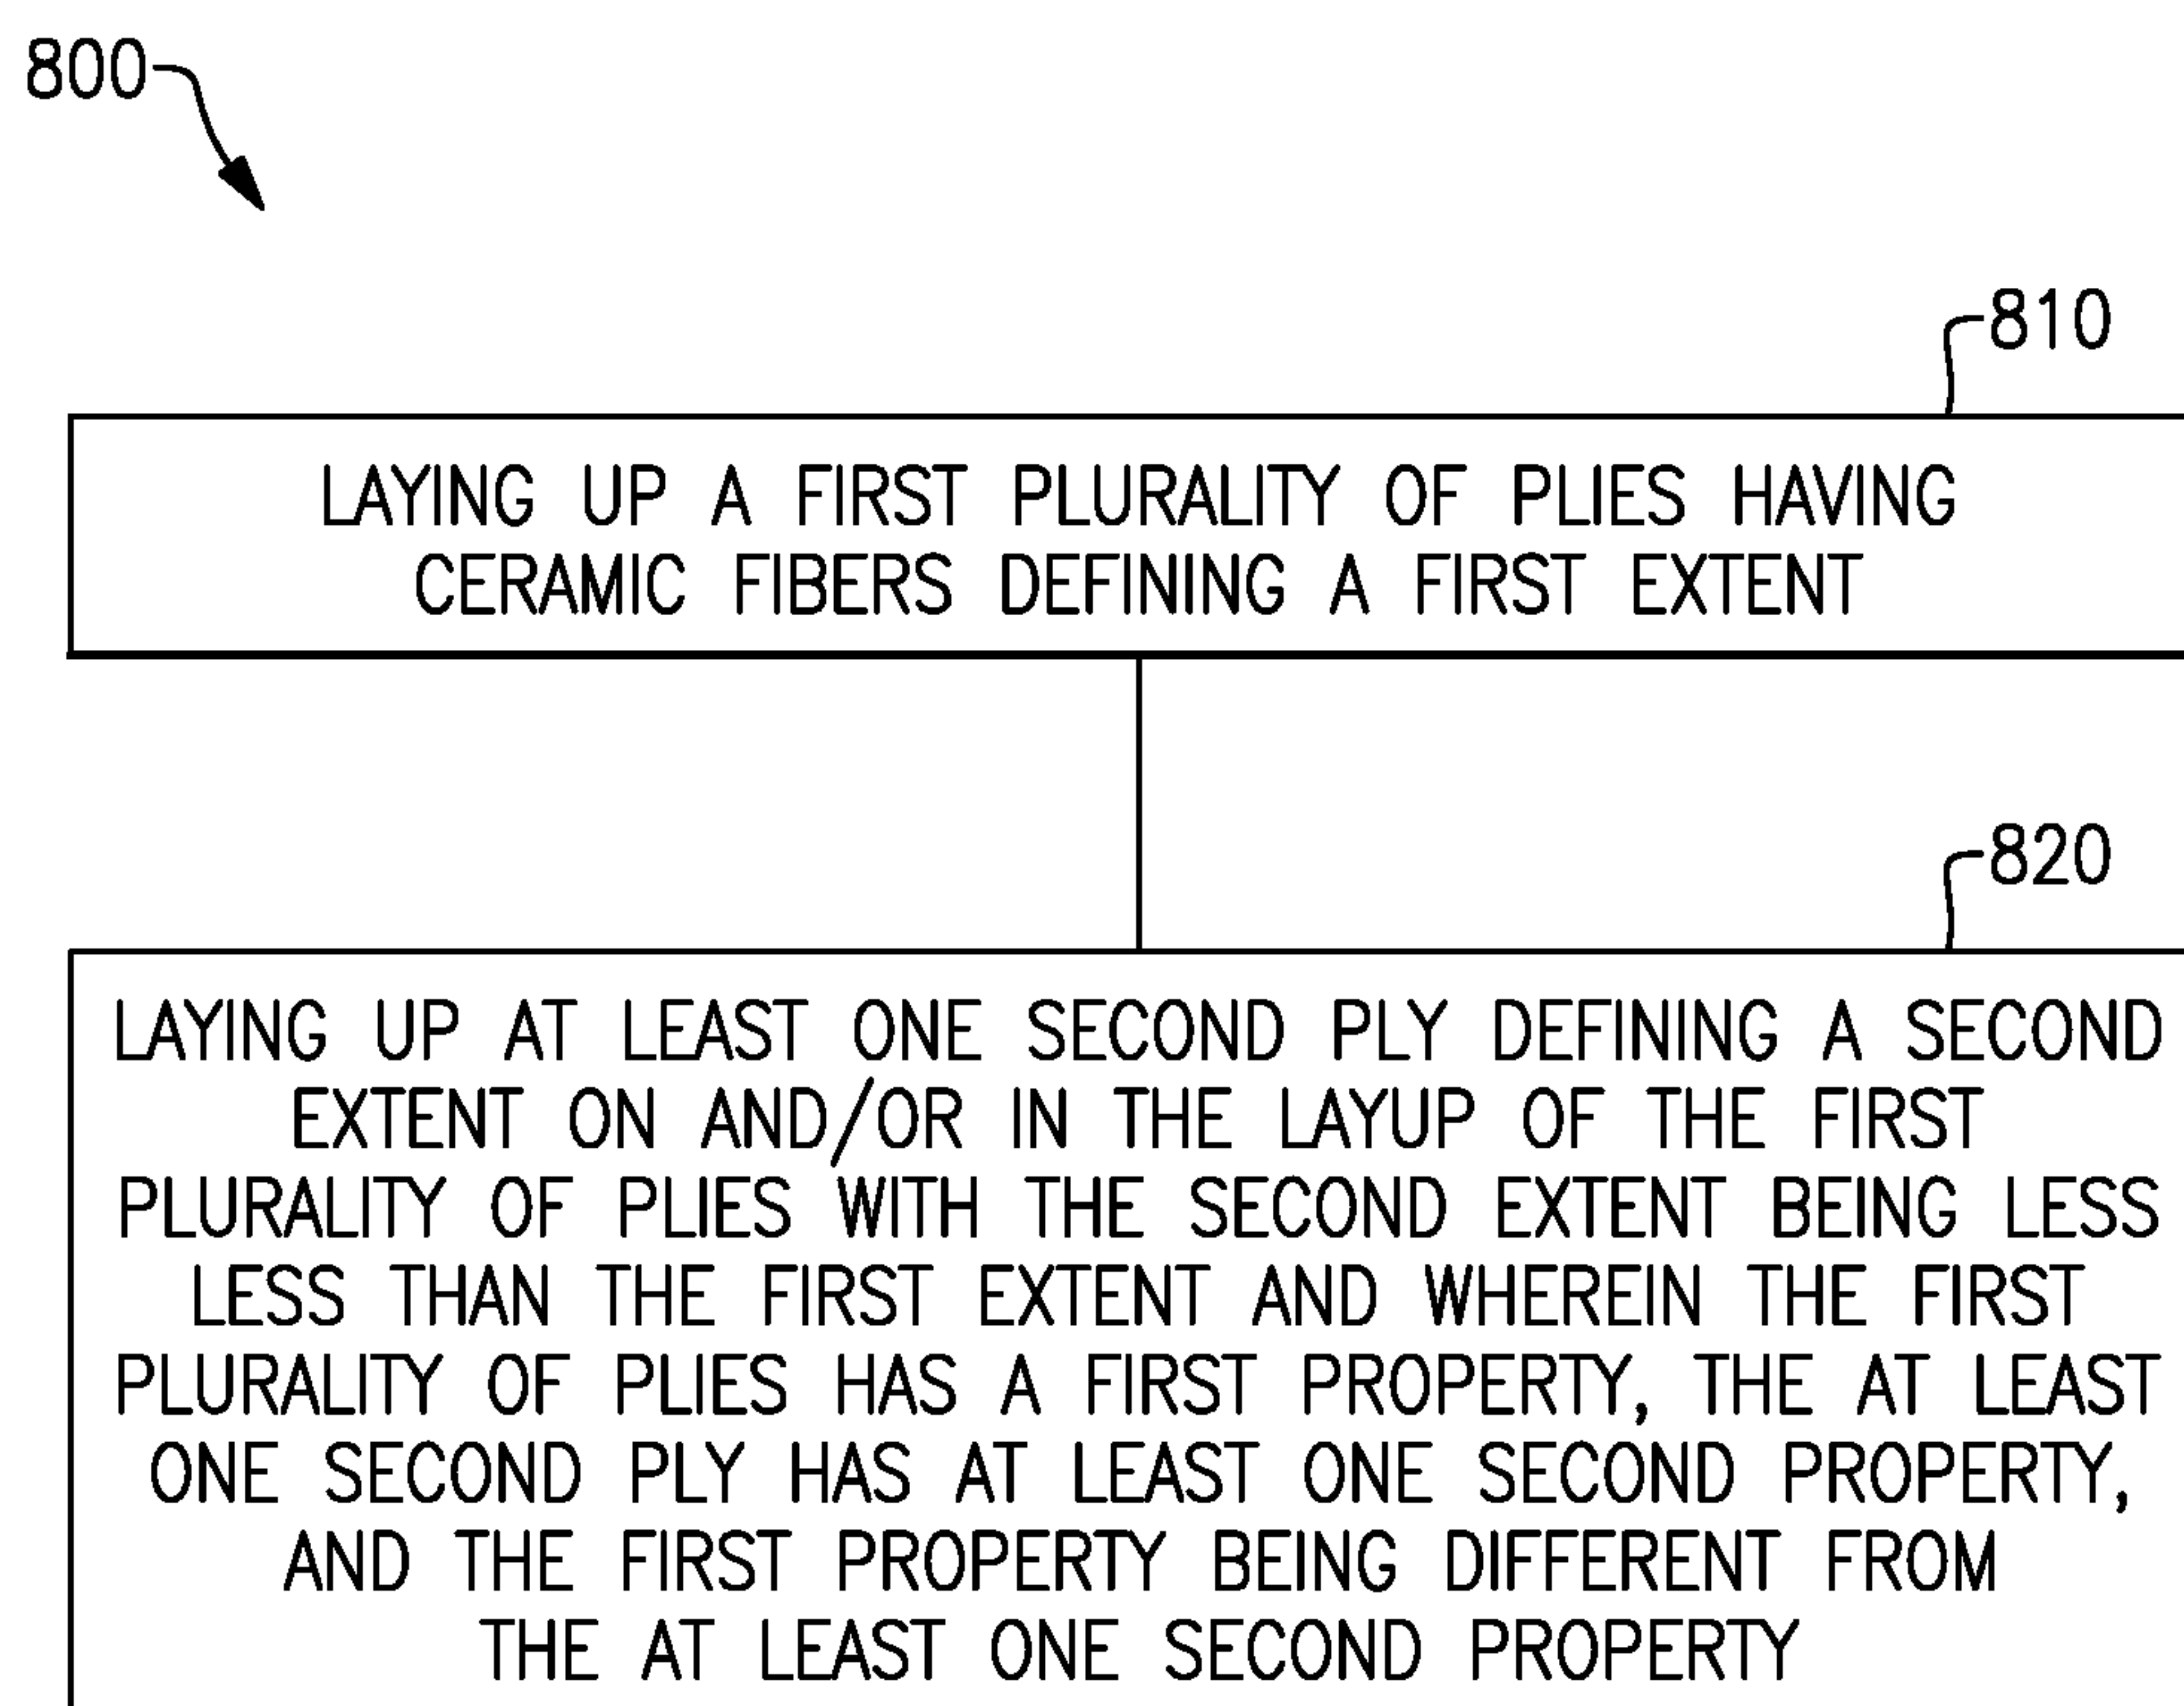 800
810
LAYING UP A FIRST PLURALITY OF PLIES HAVING
CERAMIC FIBERS DEFINING A FIRST EXTENT
820
LAYING UP AT LEAST ONE SECOND PLY DEFINING A SECOND
EXTENT ON AND/OR IN THE LAYUP OF THE FIRST
PLURALITY OF PLIES WITH THE SECOND EXTENT BEING LESS
LESS THAN THE FIRST EXTENT AND WHEREIN THE FIRST
PLURALITY OF PLIES HAS A FIRST PROPERTY, THE AT LEAST
ONE SECOND PLY HAS AT LEAST ONE SECOND PROPERTY,
AND THE FIRST PROPERTY BEING DIFFERENT FROM
THE AT LEAST ONE SECOND PROPERTY